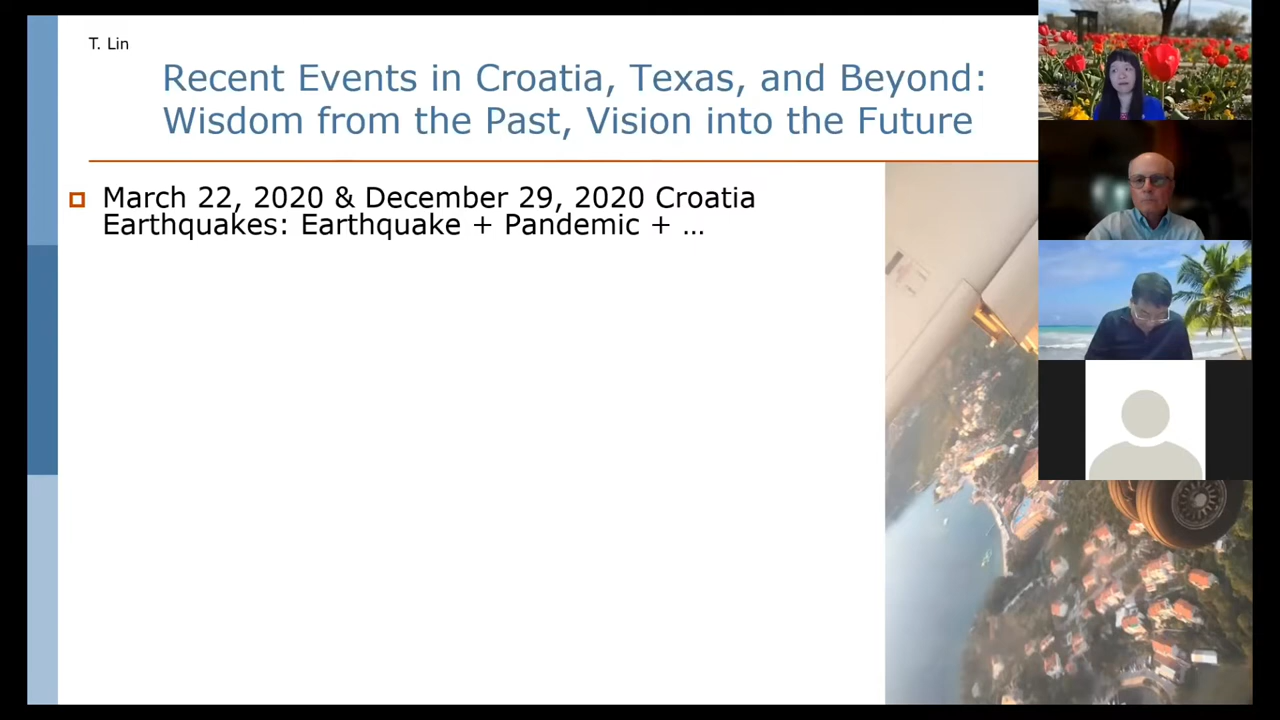 T. Lin
Recent Events in Croatia, Texas, and Beyond:
Wisdom from the Past, Vision into the Future
March 22, 2020 & December 29, 2020 Croatia
Earthquakes: Earthquake + Pandemic + …